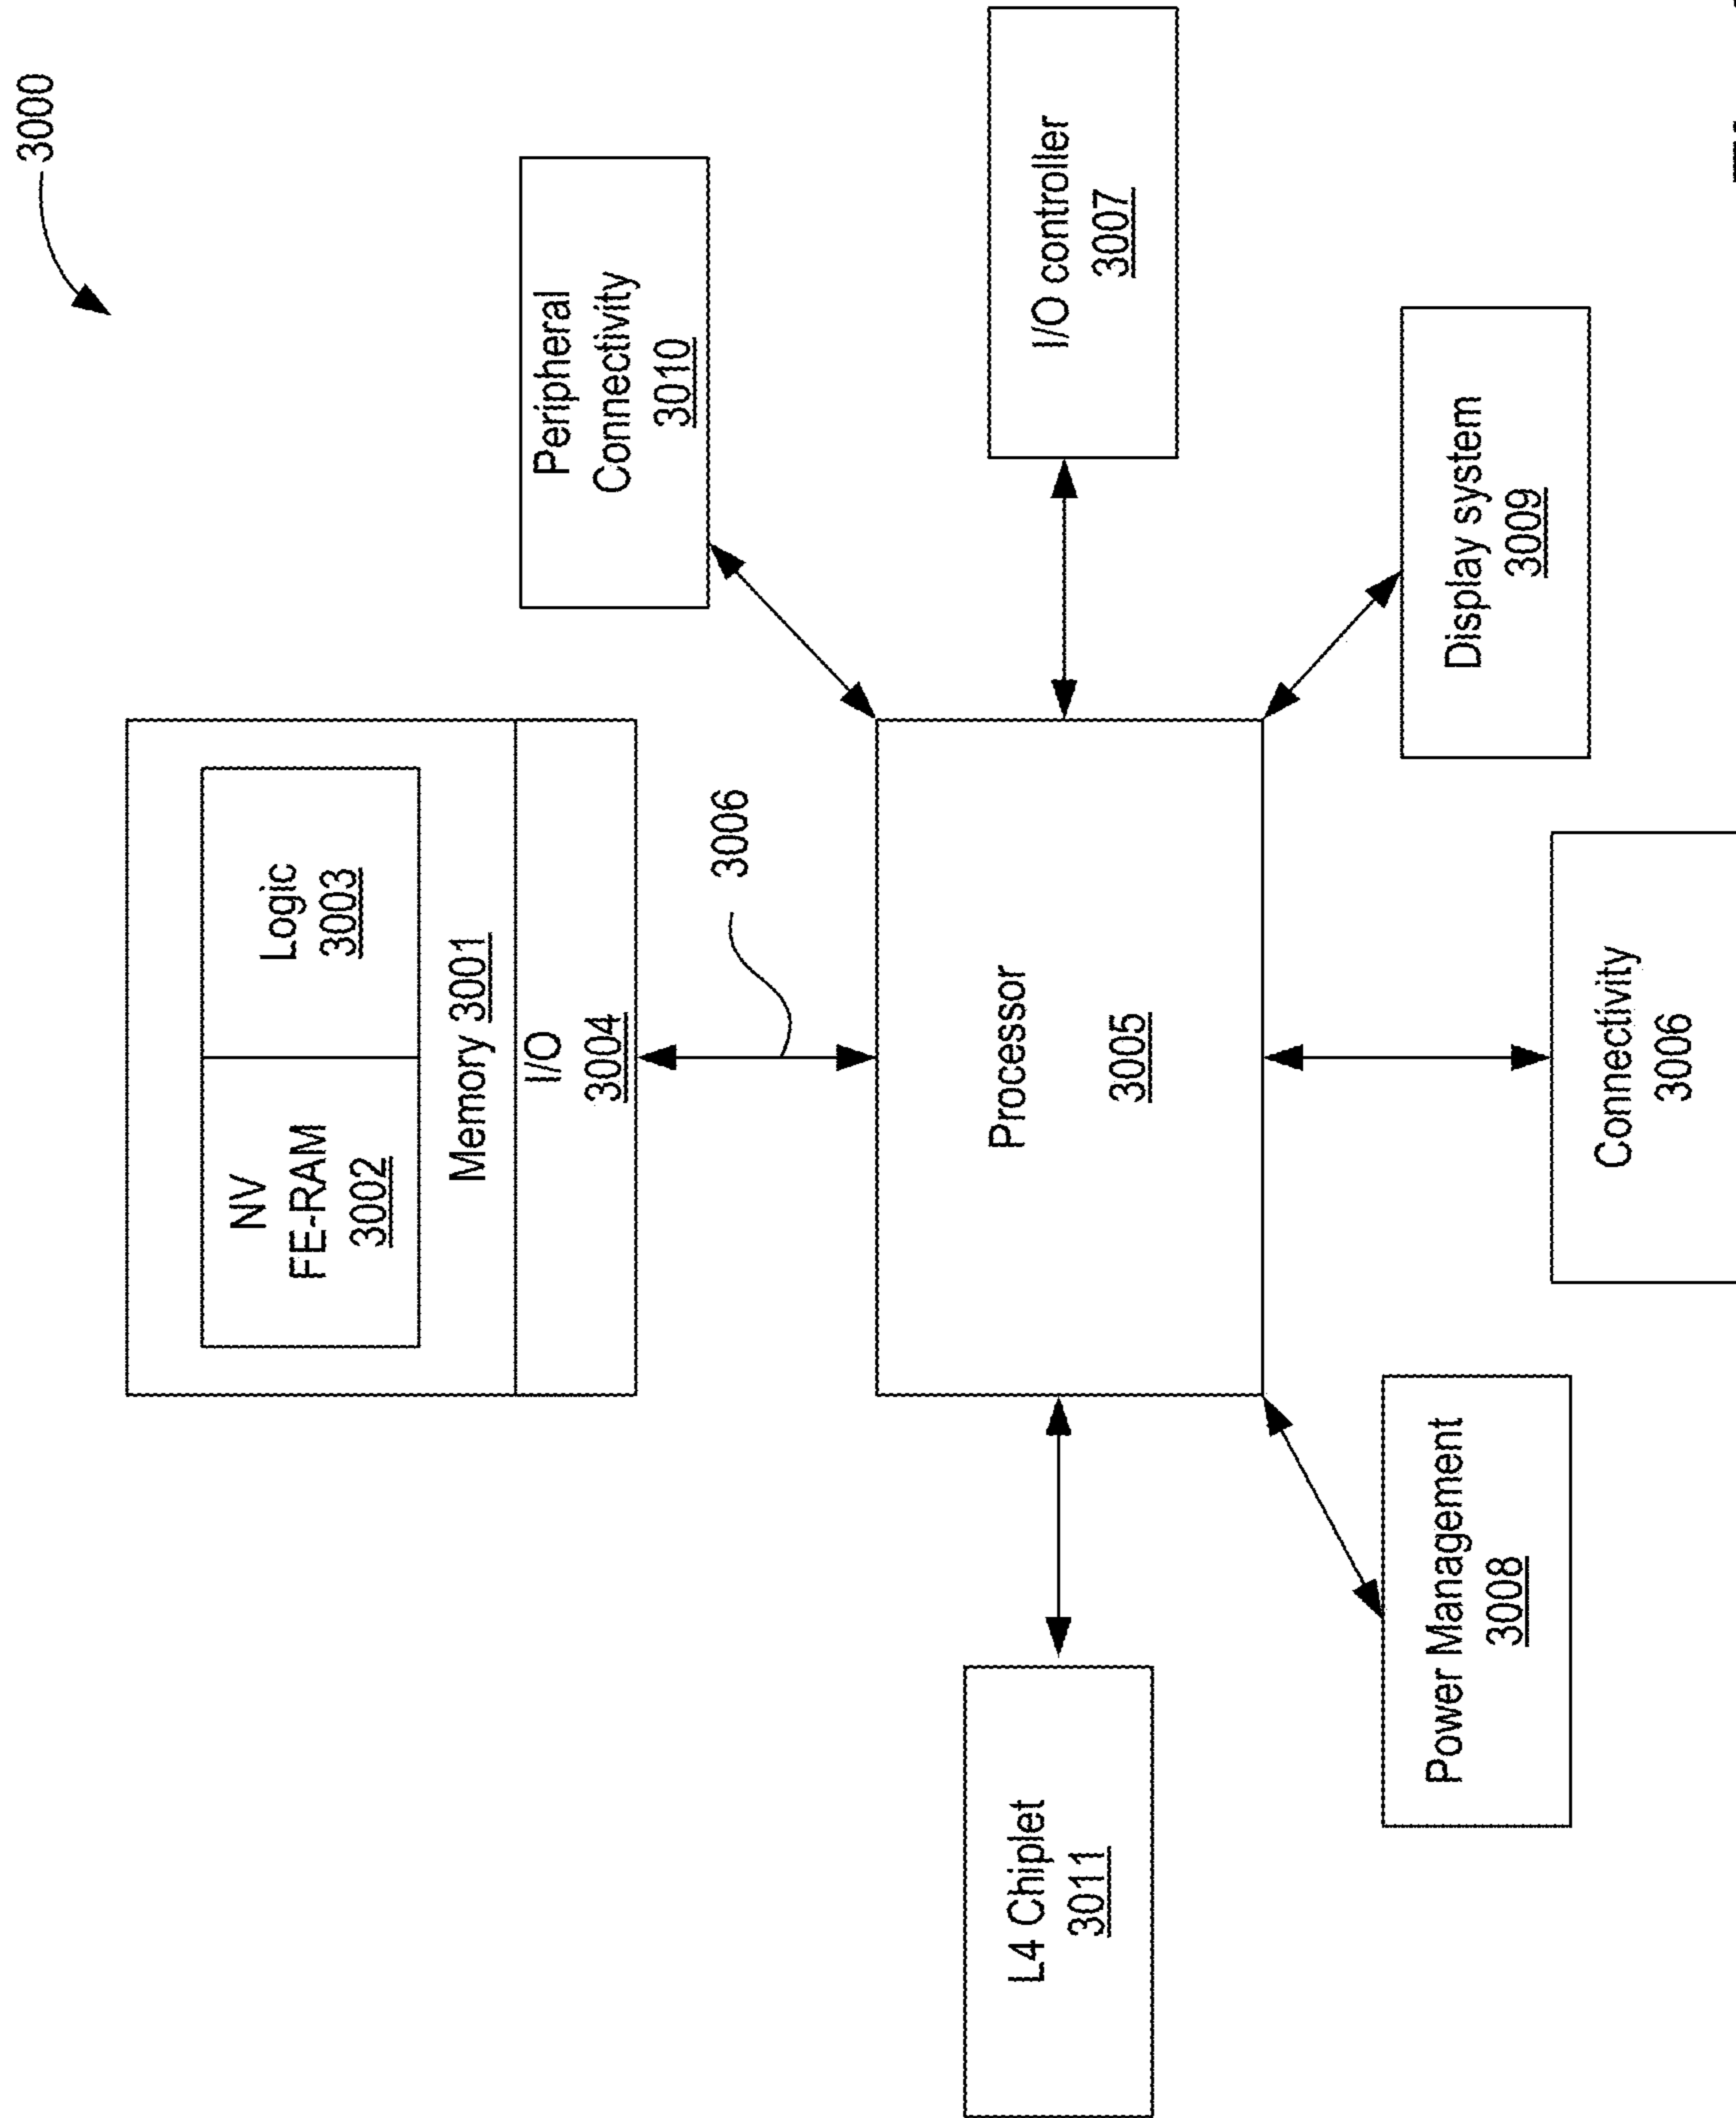 3000
NV
FE-RAM
3002
Logic
3003
Memory 3001
I/O
3004
3006
Peripheral
Connectivity
3010
L4 Chiplet
3011
Processor
3005
I/O controller
3007
Power Management
3008
Connectivity
3006
Display system
3009